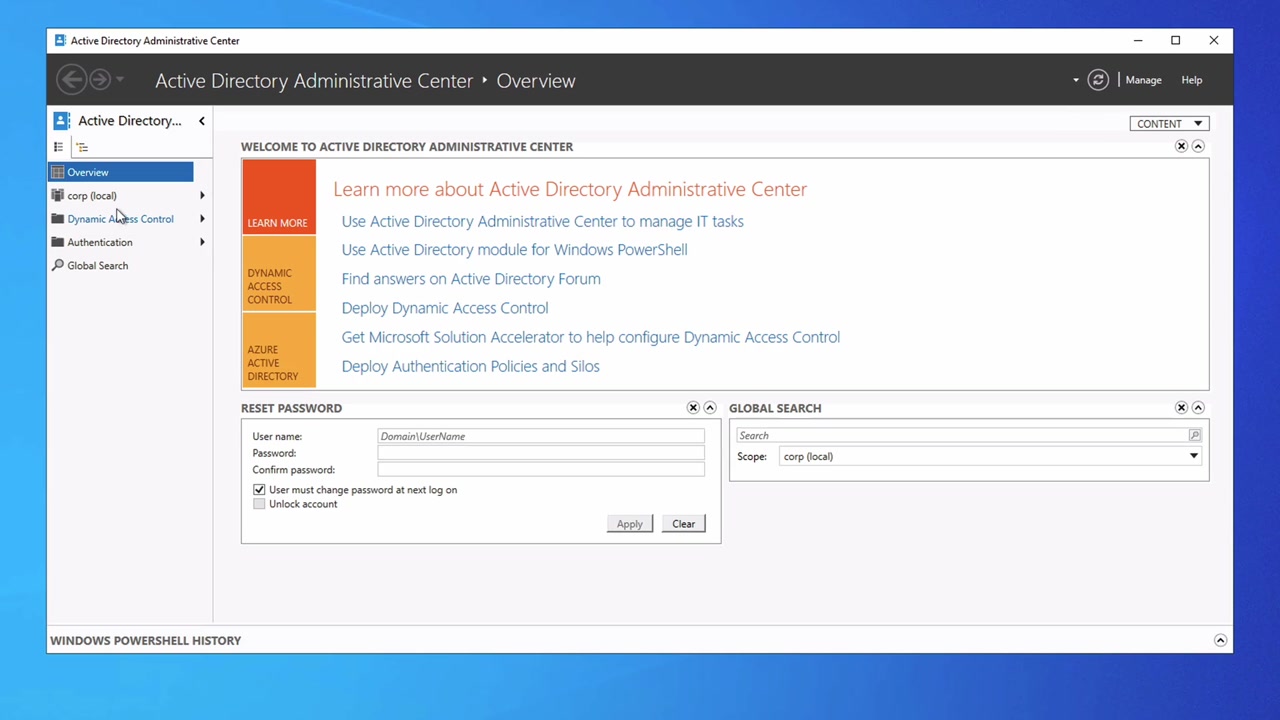 Active Directory Administrative Center
Active Directory Administrative Center ‣ Overview
Manage
Help
Active Directory...
Overview
corp (local)
Dynamic Access Control
Authentication
Global Search
CONTENT
WELCOME TO ACTIVE DIRECTORY ADMINISTRATIVE CENTER
LEARN MORE
DYNAMIC
ACCESS
CONTROL
AZURE
ACTIVE
DIRECTORY
Learn more about Active Directory Administrative Center
Use Active Directory Administrative Center to manage IT tasks
Use Active Directory module for Windows PowerShell
Find answers on Active Directory Forum
Deploy Dynamic Access Control
Get Microsoft Solution Accelerator to help configure Dynamic Access Control
Deploy Authentication Policies and Silos
RESET PASSWORD
User name:
Domain\UserName
Password:
Confirm password:
User must change password at next log on
Unlock account
Apply
Clear
GLOBAL SEARCH
Search
Scope:
corp (local)
WINDOWS POWERSHELL HISTORY